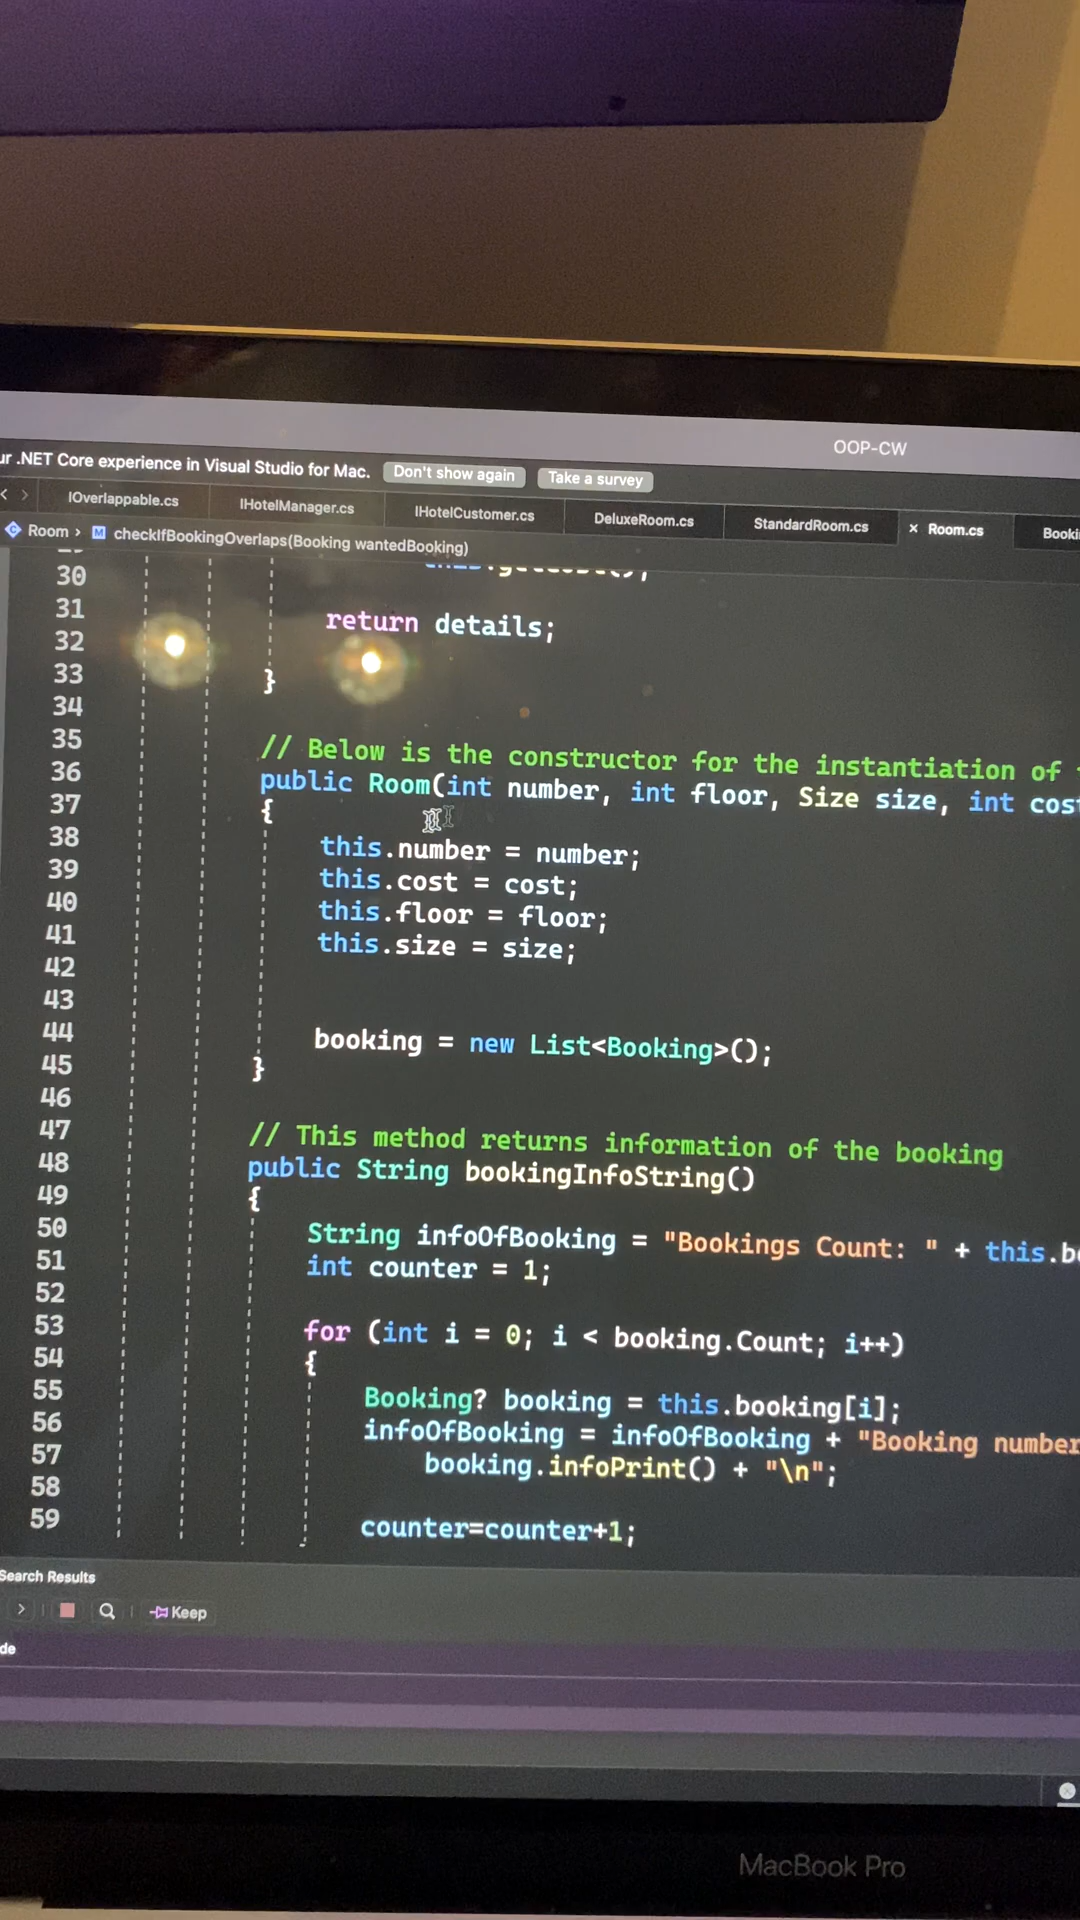 OOP-CW
ur .NET Core experience in Visual Studio for Mac. Don't show again Take a survey
< > IOverlappable.cs IHotelManager.cs IHotelCustomer.cs DeluxeRoom.cs StandardRoom.cs × Room.cs Booki
Room > M checkIfBookingOverlaps(Booking wantedBooking)
30
31 return details;
32
33 }
34
35 // Below is the constructor for the instantiation of
36 public Room(int number, int floor, Size size, int cost
37 {
38 this.number = number;
39 this.cost = cost;
40 this.floor = floor;
41 this.size = size;
42
43
44 booking = new List<Booking>();
45 }
46
47 // This method returns information of the booking
48 public String bookingInfoString()
49 {
50 String infoOfBooking = "Bookings Count: " + this.bo
51 int counter = 1;
52
53 for (int i = 0; i < booking.Count; i++)
54 {
55 Booking? booking = this.booking[i];
56 infoOfBooking = infoOfBooking + "Booking number
57 booking.infoPrint() + "\n";
58
59 counter=counter+1;
Search Results
Keep
de
MacBook Pro